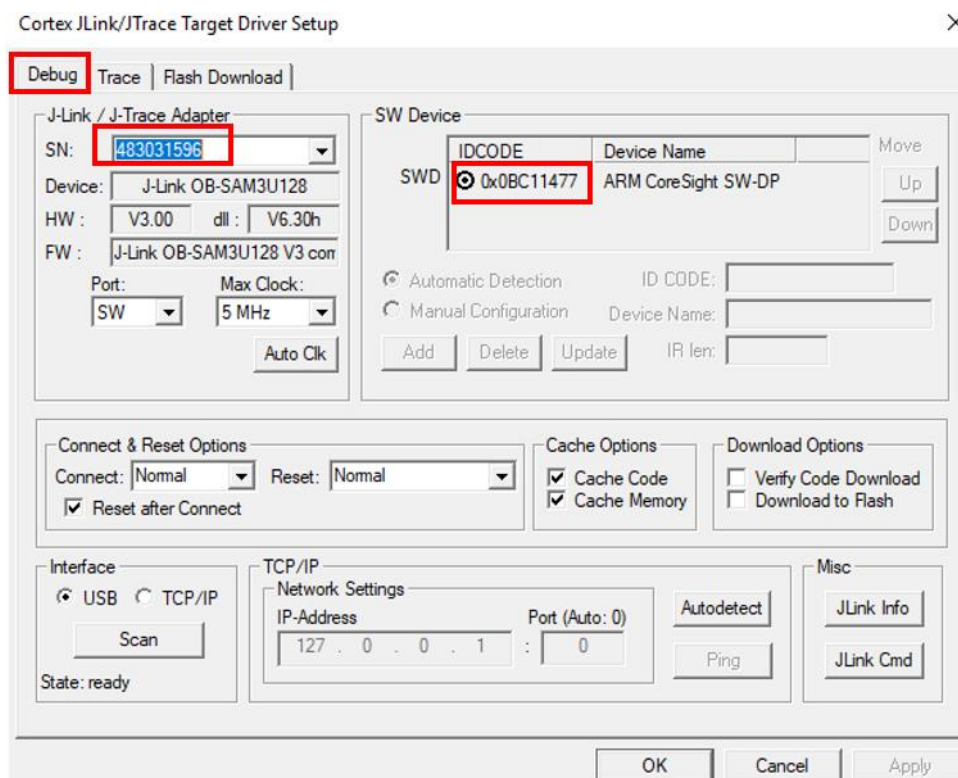 Cortex JLink/JTrace Target Driver Setup
Debug Trace Flash Download
J-Link / J-Trace Adapter
SN: 483031596
Device: J-Link OB-SAM3U128
HW : V3.00 dll : V6.30h
FW : J-Link OB-SAM3U128 V3 com
Port: Max Clock:
SW 5 MHz
Auto Clk
SW Device
IDCODE Device Name
SWD 0x0BC11477 ARM CoreSight SW-DP
Move
Up
Down
Automatic Detection ID CODE:
Manual Configuration Device Name:
Add Delete Update IR len:
Connect & Reset Options
Connect: Normal Reset: Normal
Reset after Connect
Cache Options
Cache Code
Cache Memory
Download Options
Verify Code Download
Download to Flash
Interface
USB TCP/IP
Scan
State: ready
TCP/IP
Network Settings
IP-Address Port (Auto: 0)
127 . 0 . 0 . 1 : 0
Autodetect
Ping
Misc
JLink Info
JLink Cmd
OK Cancel Apply